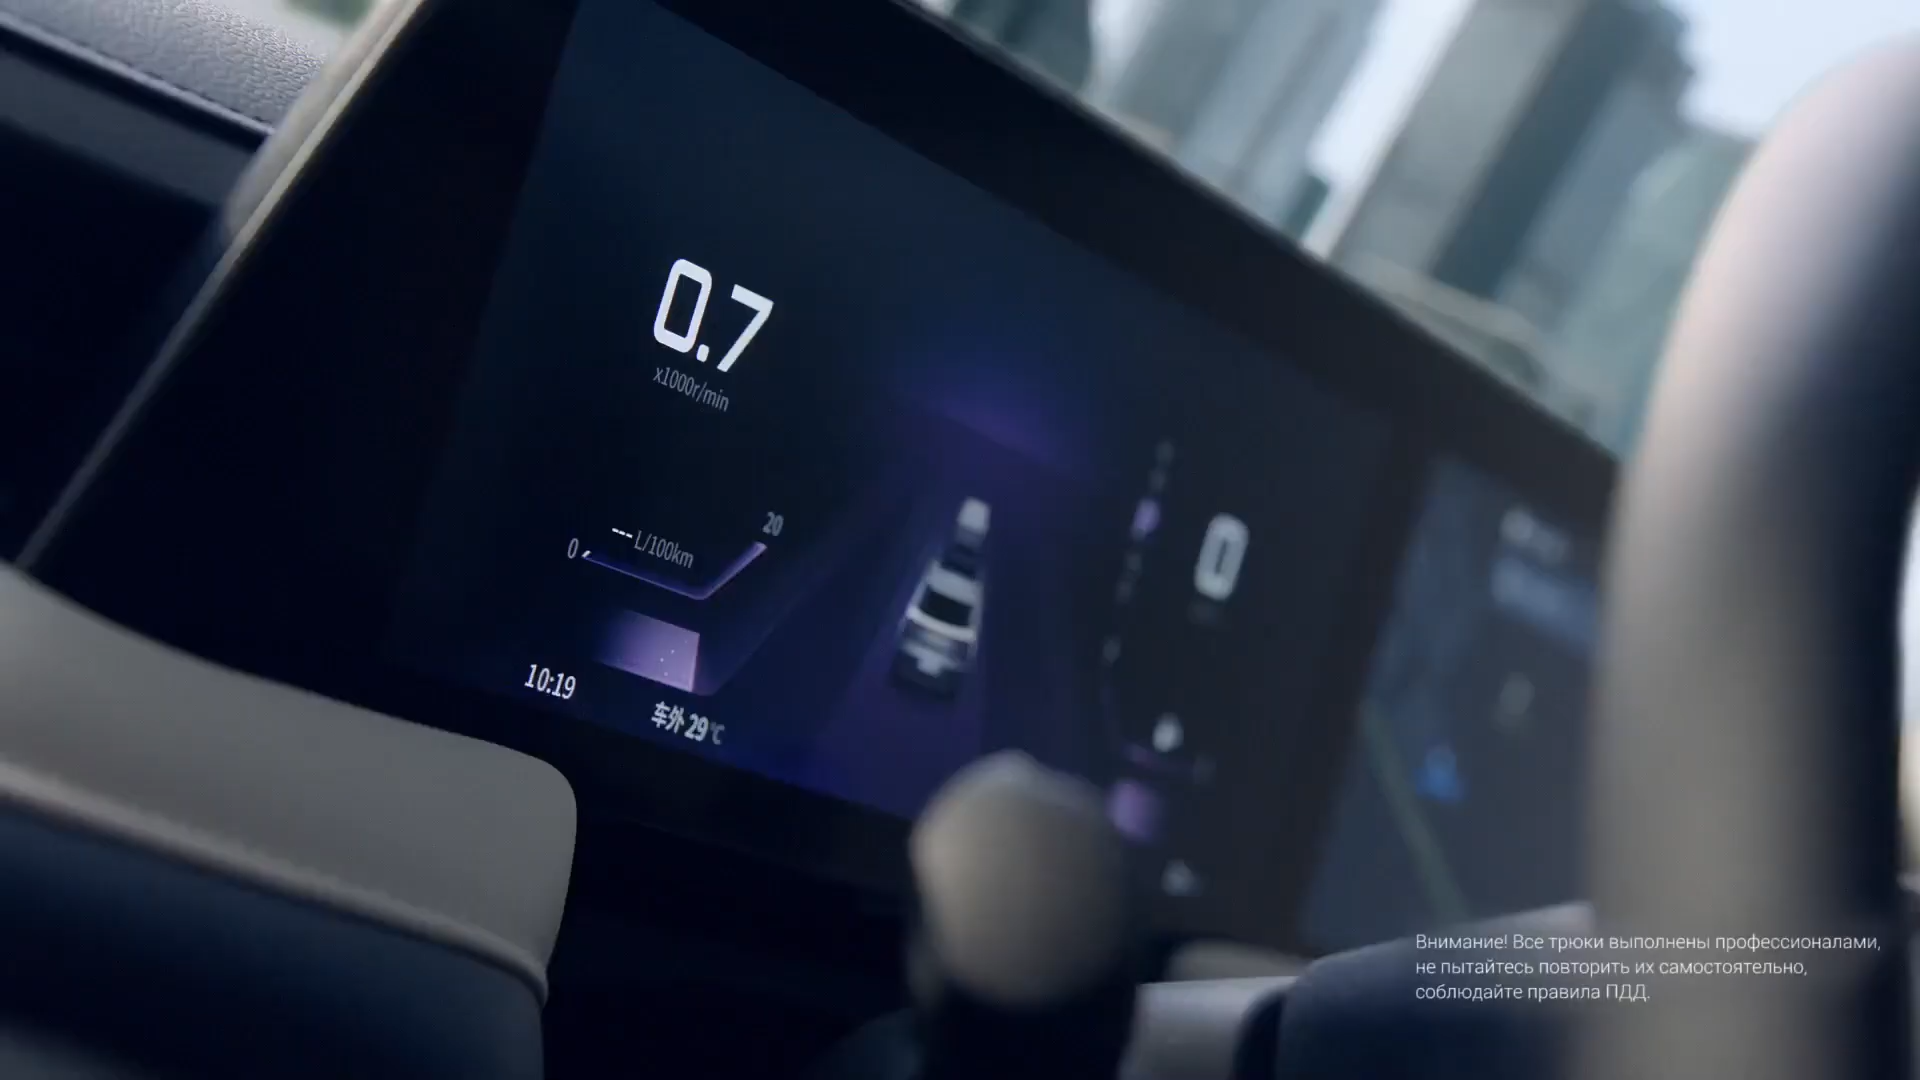 0.7
x1000r/min
20
0
--- L/100km
0
10:19
车外 29℃
Внимание! Все трюки выполнены профессионалами,
не пытайтесь повторить их самостоятельно,
соблюдайте правила ПДД.